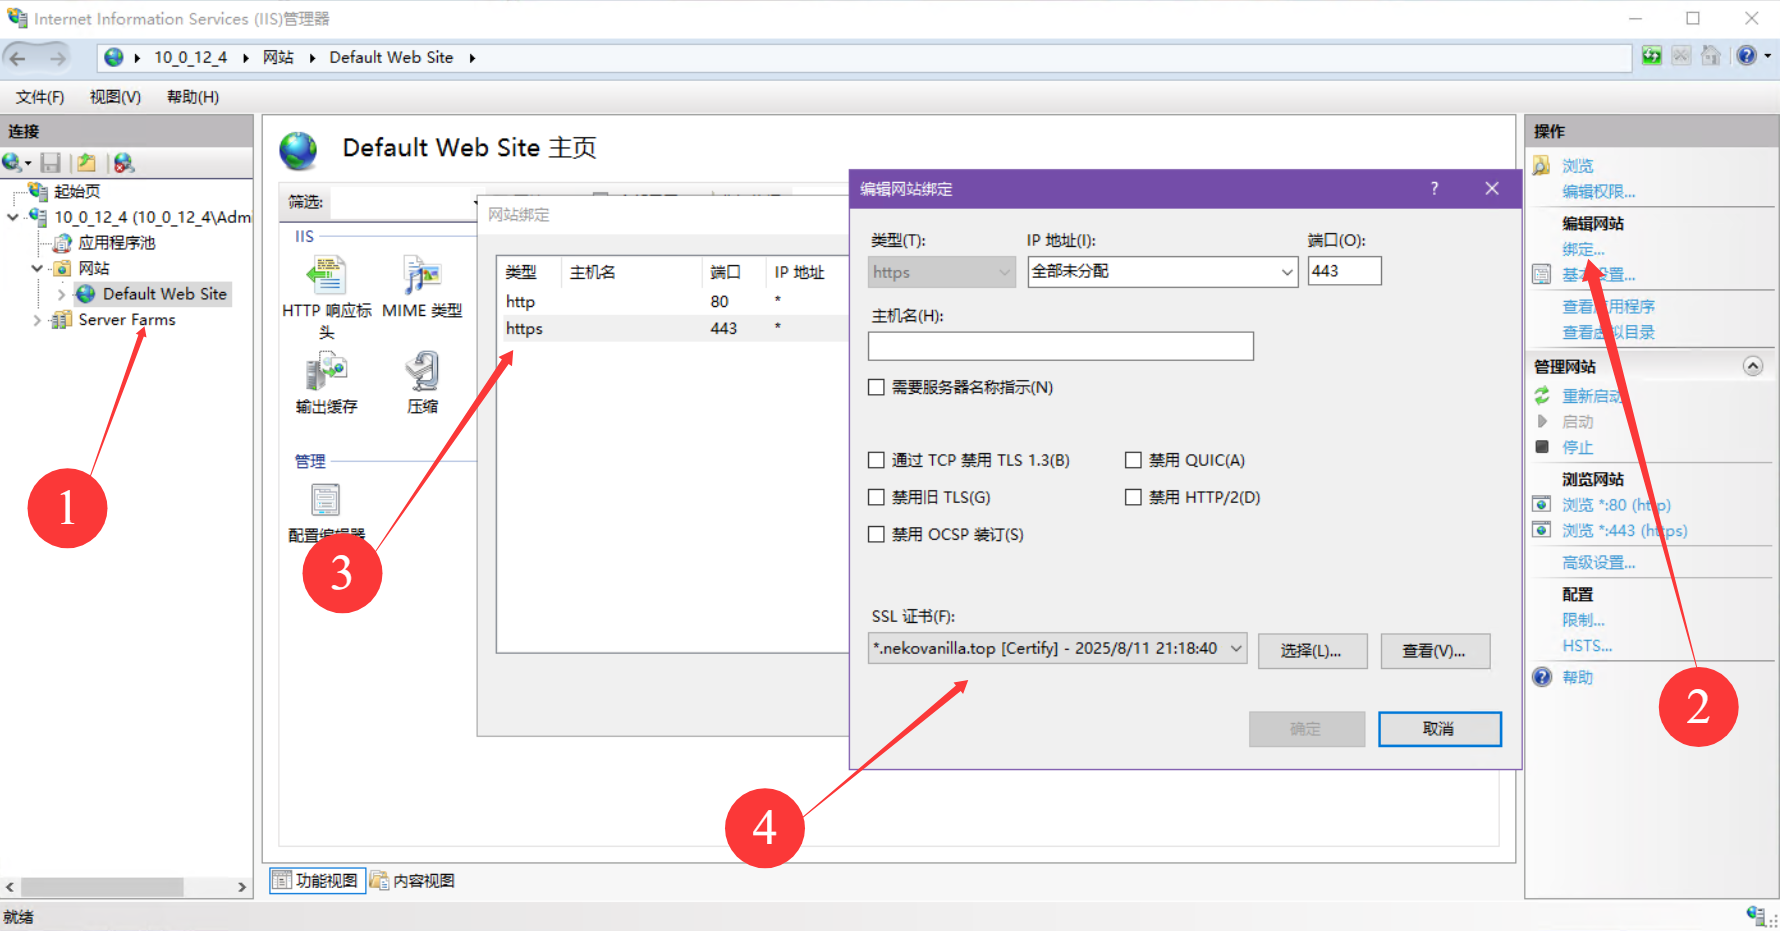 Internet Information Services (IIS)管理器
10_0_12_4 网站 Default Web Site
文件(F) 视图(V) 帮助(H)
连接
起始页
10_0_12_4 (10_0_12_4\Admi
应用程序池
网站
Default Web Site
Server Farms
1
Default Web Site 主页
筛选:
IIS
HTTP 响应标头
MIME 类型
输出缓存
压缩
管理
配置编辑器
3
网站绑定
类型 主机名 端口 IP 地址
http 80 *
https 443 *
编辑网站绑定 ?
类型(T): IP 地址(I): 端口(O):
https 全部未分配 443
主机名(H):
需要服务器名称指示(N)
通过 TCP 禁用 TLS 1.3(B) 禁用 QUIC(A)
禁用旧 TLS(G) 禁用 HTTP/2(D)
禁用 OCSP 装订(S)
SSL 证书(F):
*.nekovanilla.top [Certify] - 2025/8/11 21:18:40 选择(L)... 查看(V)...
确定 取消
4
操作
浏览
编辑权限...
编辑网站
绑定...
基本设置...
查看应用程序
查看虚拟目录
管理网站
重新启动
启动
停止
浏览网站
浏览 *:80 (http)
浏览 *:443 (https)
高级设置...
配置
限制...
HSTS...
帮助
2
功能视图 内容视图
就绪